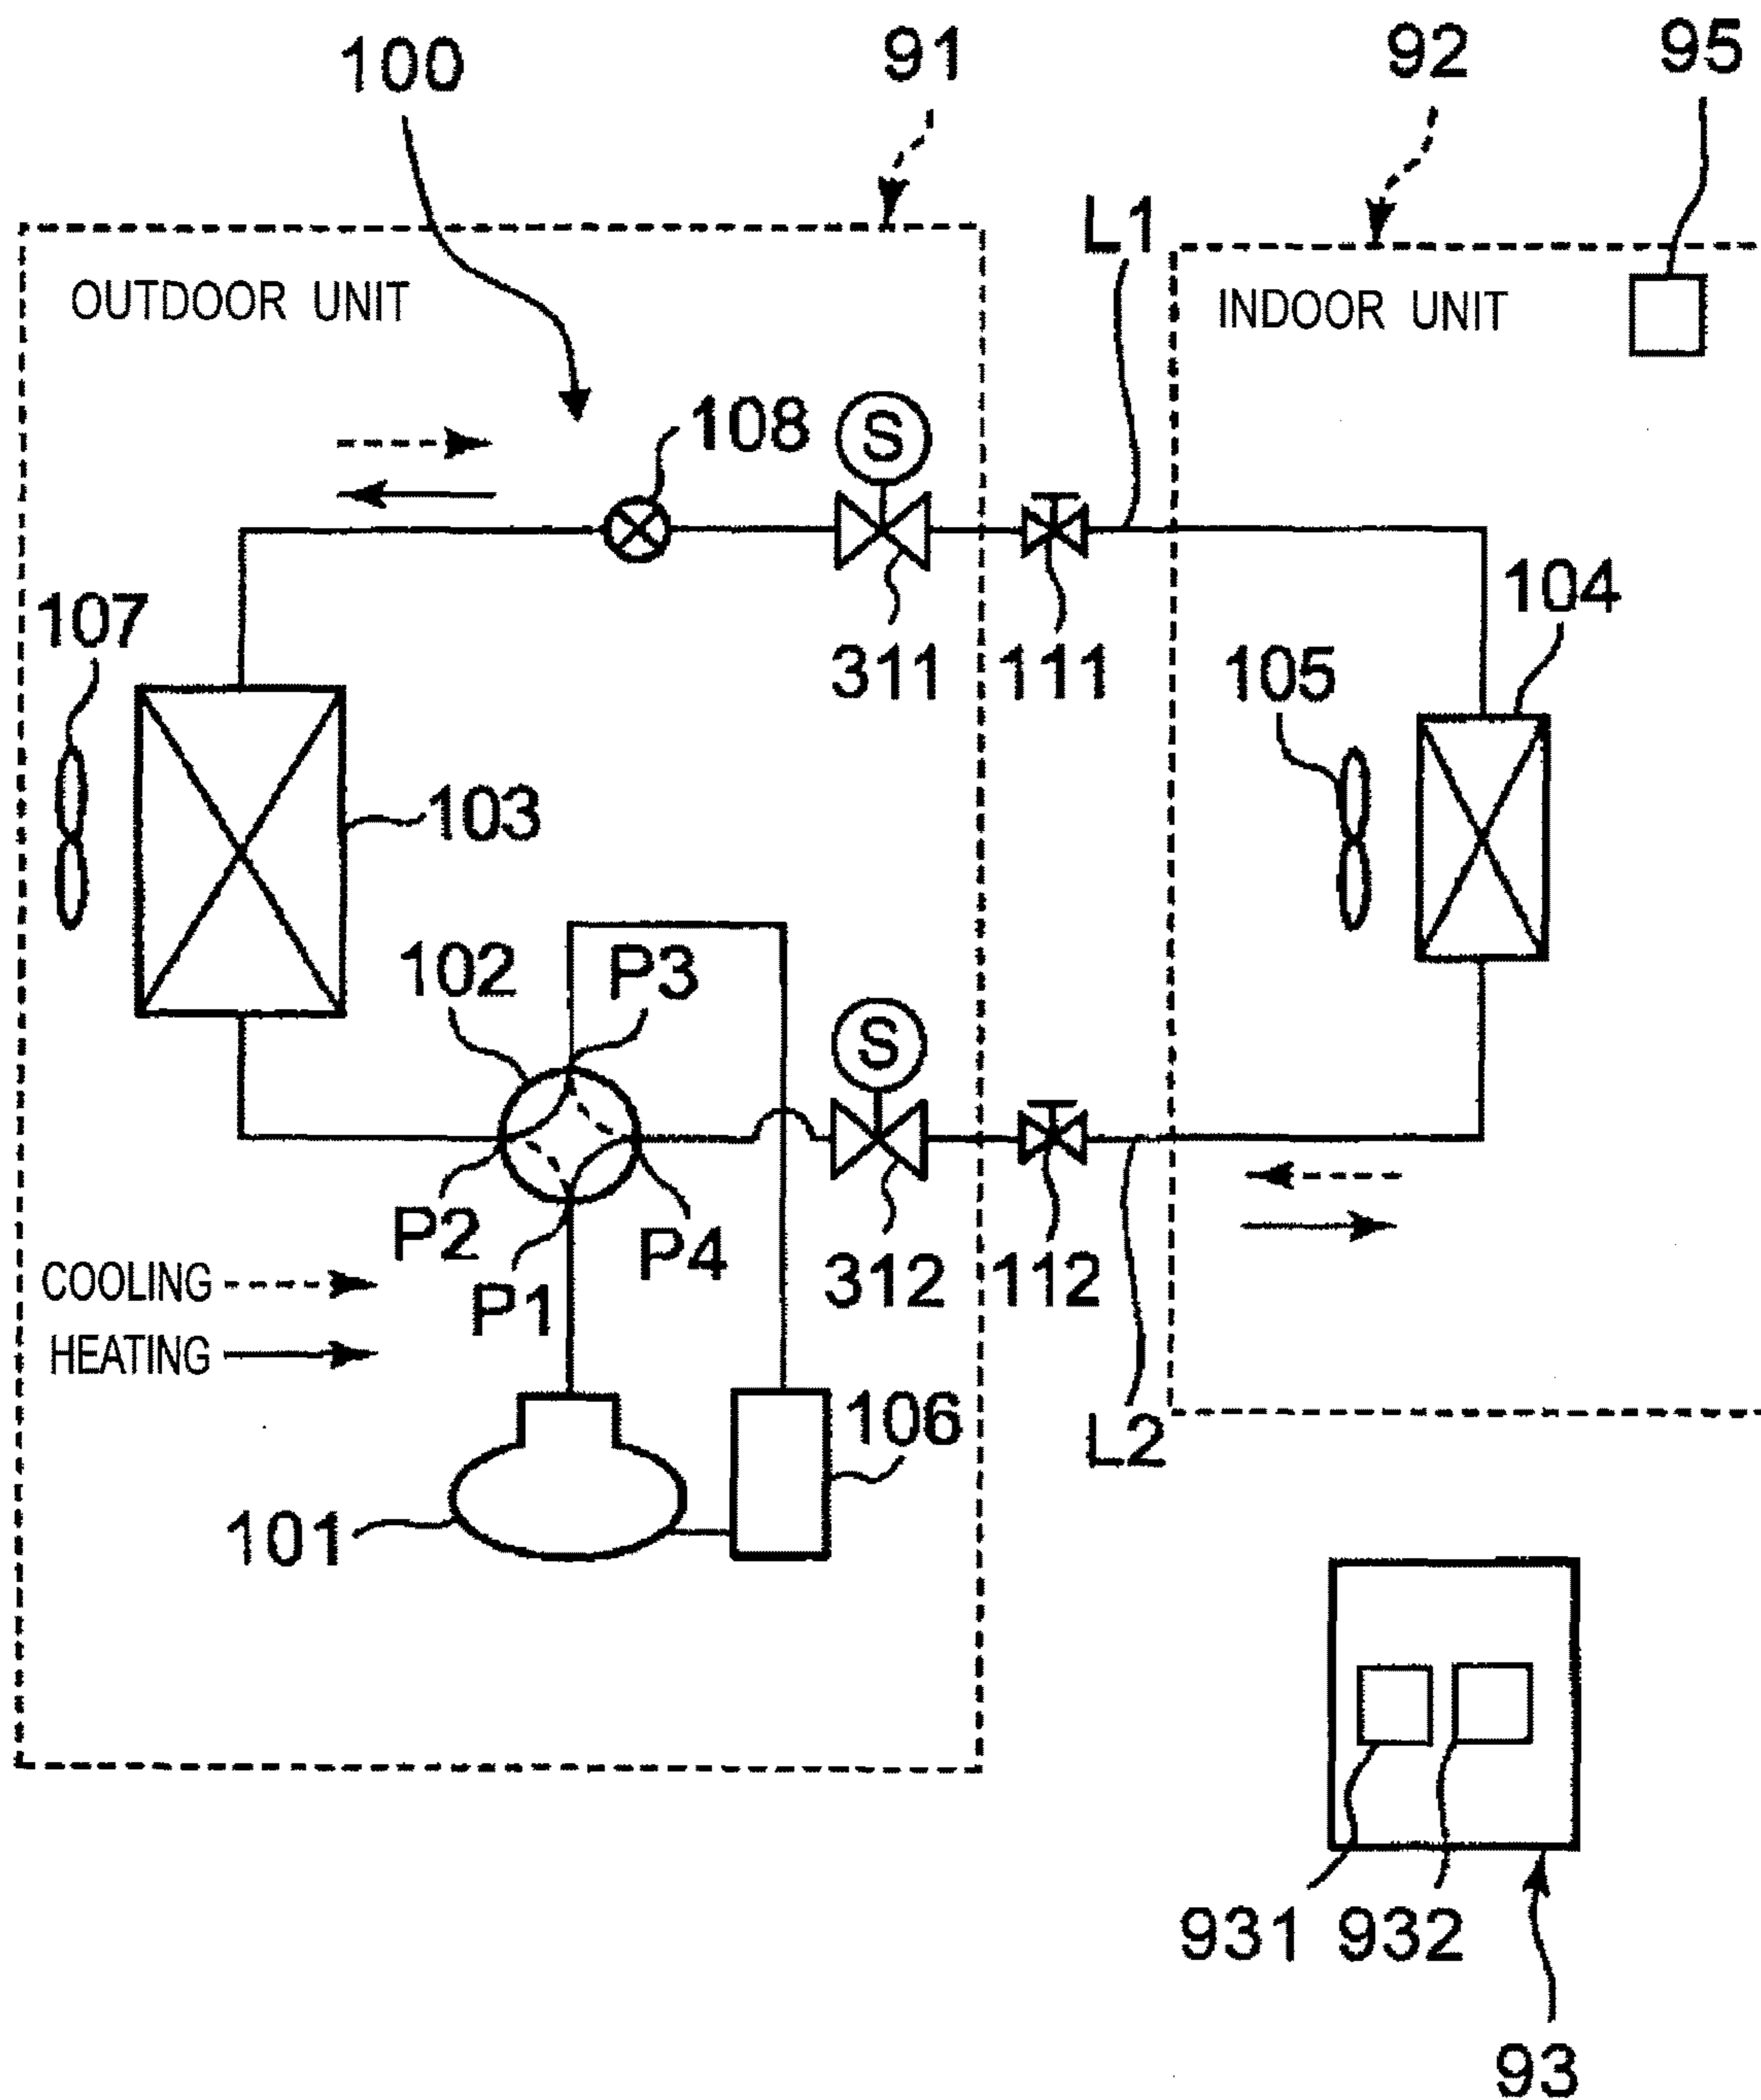 100
91
92
95
L1
OUTDOOR UNIT
INDOOR UNIT
108
S
107
311
111
104
105
103
102
P3
S
P2
P4
COOLING
P1
312
112
HEATING
106
L2
101
931
932
93